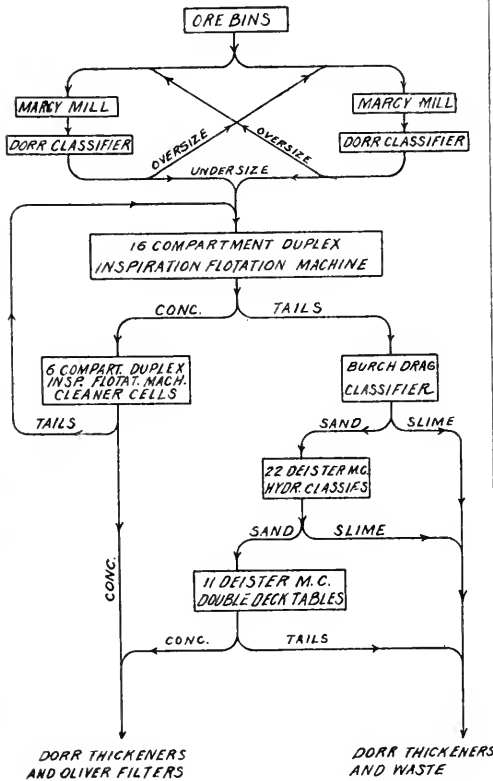 ORE BINS
MARCY MILL
MARCY MILL
DORR CLASSIFIER
DORR CLASSIFIER
OVERSIZE
OVERSIZE
UNDERSIZE
16 COMPARTMENT DUPLEX
INSPIRATION FLOTATION MACHINE
CONC.
TAILS
6 COMPART. DUPLEX
INSP. FLOTAT. MACH.
CLEANER CELLS
BURCH DRAG
CLASSIFIER
TAILS
SAND
SLIME
22 DEISTER M.C.
HYDR. CLASSIFS
SAND
SLIME
CONC.
11 DEISTER M.C.
DOUBLE DECK TABLES
CONC.
TAILS
DORR THICKENERS
AND OLIVER FILTERS
DORR THICKENERS
AND WASTE